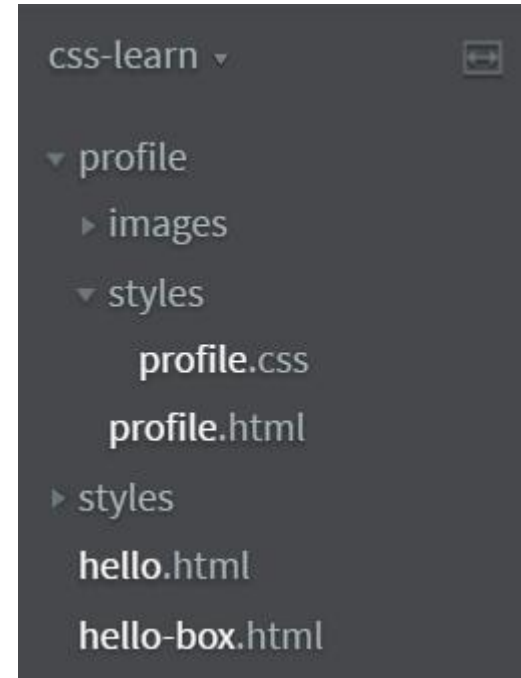 css-learn
profile
images
styles
profile.css
profile.html
styles
hello.html
hello-box.html